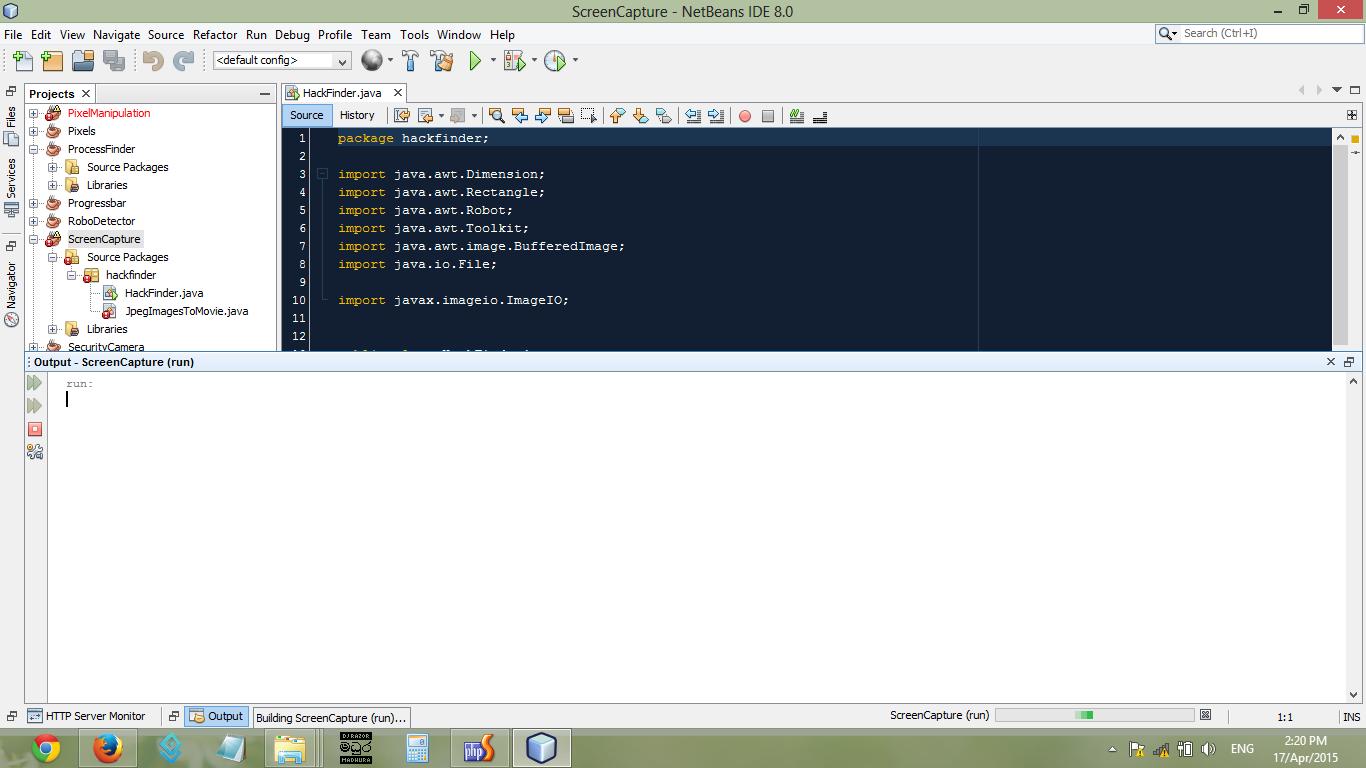 ScreenCapture - NetBeans IDE 8.0
File Edit View Navigate Source Refactor Run Debug Profile Team Tools Window Help
Search (Ctrl+I)
<default config>
Files
Services
Navigator
Projects
PixelManipulation
Pixels
ProcessFinder
Source Packages
Libraries
Progressbar
RoboDetector
ScreenCapture
Source Packages
hackfinder
HackFinder.java
JpegImagesToMovie.java
Libraries
SecurityCamera
HackFinder.java
Source History
1 package hackfinder;
2
3 import java.awt.Dimension;
4 import java.awt.Rectangle;
5 import java.awt.Robot;
6 import java.awt.Toolkit;
7 import java.awt.image.BufferedImage;
8 import java.io.File;
9
10 import javax.imageio.ImageIO;
11
12
Output - ScreenCapture (run)
run:
HTTP Server Monitor Output Building ScreenCapture (run)...
ScreenCapture (run) 1:1 INS
DJ RAZOR
MADHURA
php
ENG
2:20 PM
17/Apr/2015